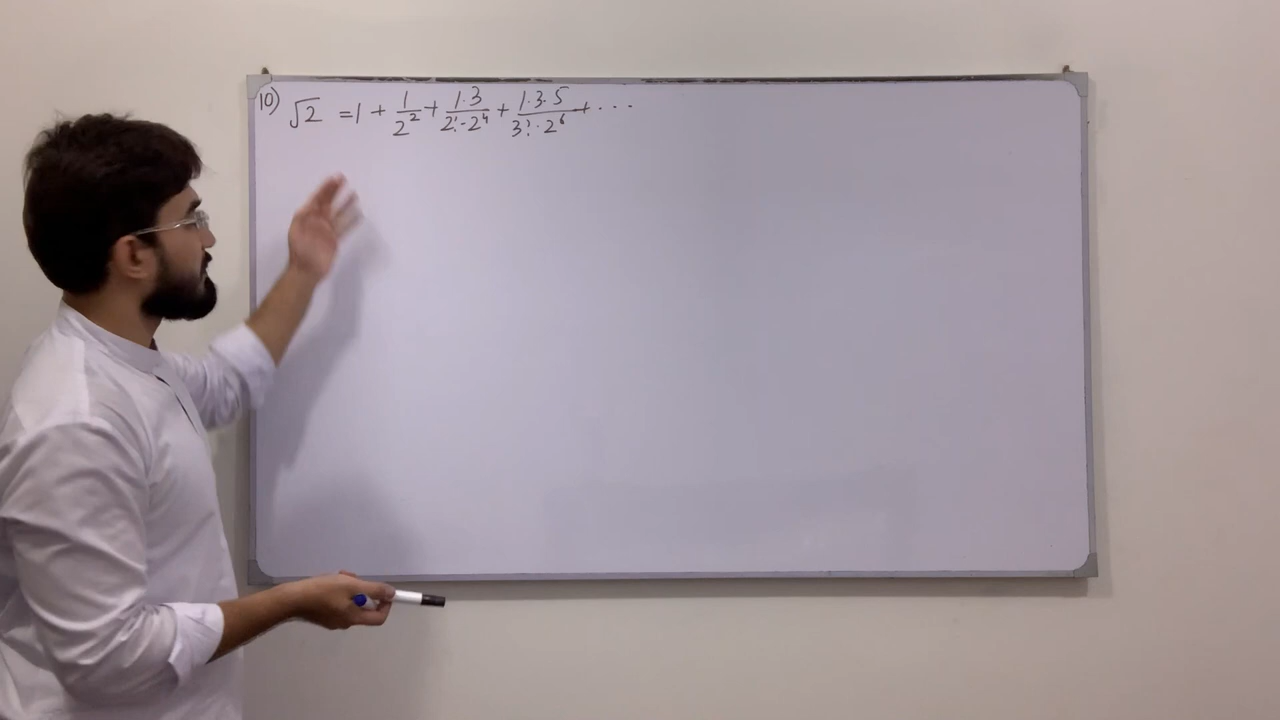 10) √2 = 1 + 1/2² + 1·3/2!·2⁴ + 1·3·5/3!·2⁶ + ...